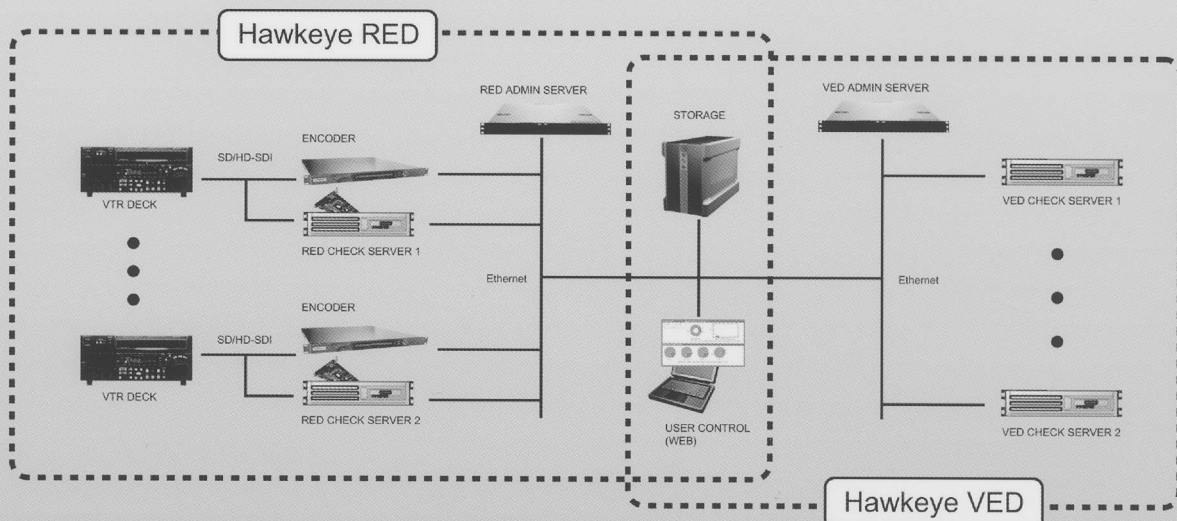 Hawkeye RED
RED ADMIN SERVER
VED ADMIN SERVER
STORAGE
ENCODER
SD/HD-SDI
VTR DECK
RED CHECK SERVER 1
VED CHECK SERVER 1
Ethernet
Ethernet
ENCODER
SD/HD-SDI
VTR DECK
RED CHECK SERVER 2
USER CONTROL
(WEB)
VED CHECK SERVER 2
Hawkeye VED